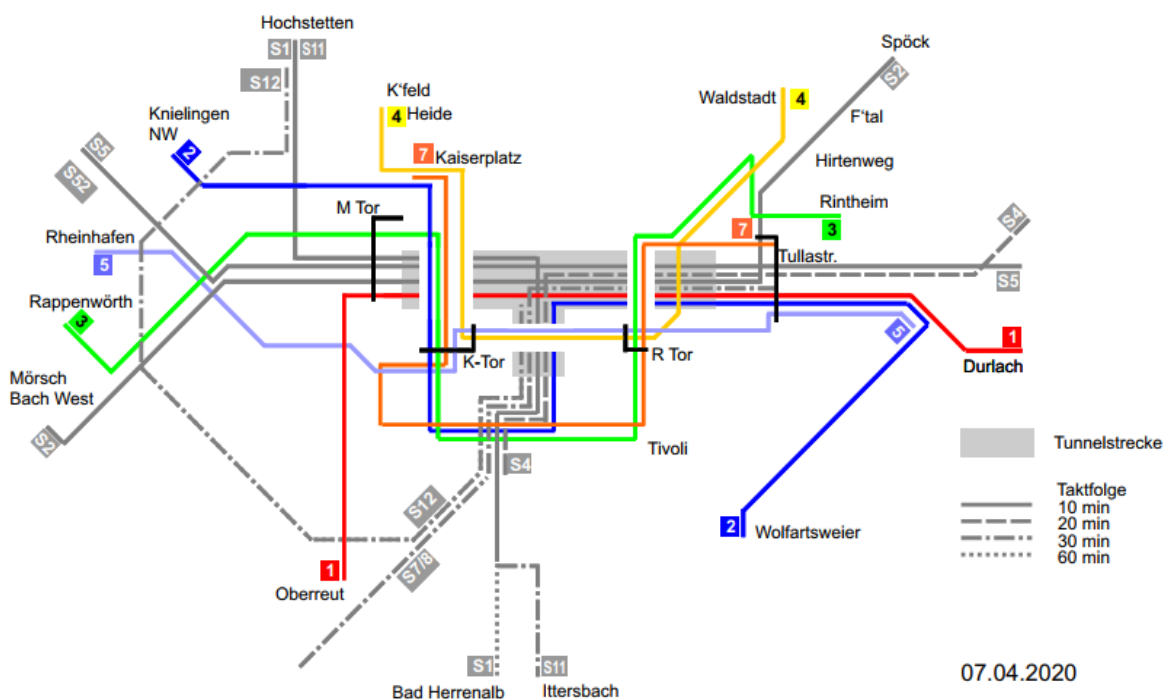 Hochstetten
S1 S11
S12
Spöck
S2
K'feld
4 Heide
Waldstadt
4
Knielingen
NW
2
F'tal
7 Kaiserplatz
Hirtenweg
S5
S52
M Tor
Rintheim
3
7
S4
Rheinhafen
5
Tullastr.
S5
Rappenwörth
3
5
1
K-Tor
R Tor
Durlach
Mörsch
Bach West
S2
Tivoli
Tunnelstrecke
S4
Taktfolge
10 min
20 min
30 min
60 min
S12
2 Wolfartsweier
S7/8
1
Oberreut
S1
S11
Bad Herrenalb
Ittersbach
07.04.2020